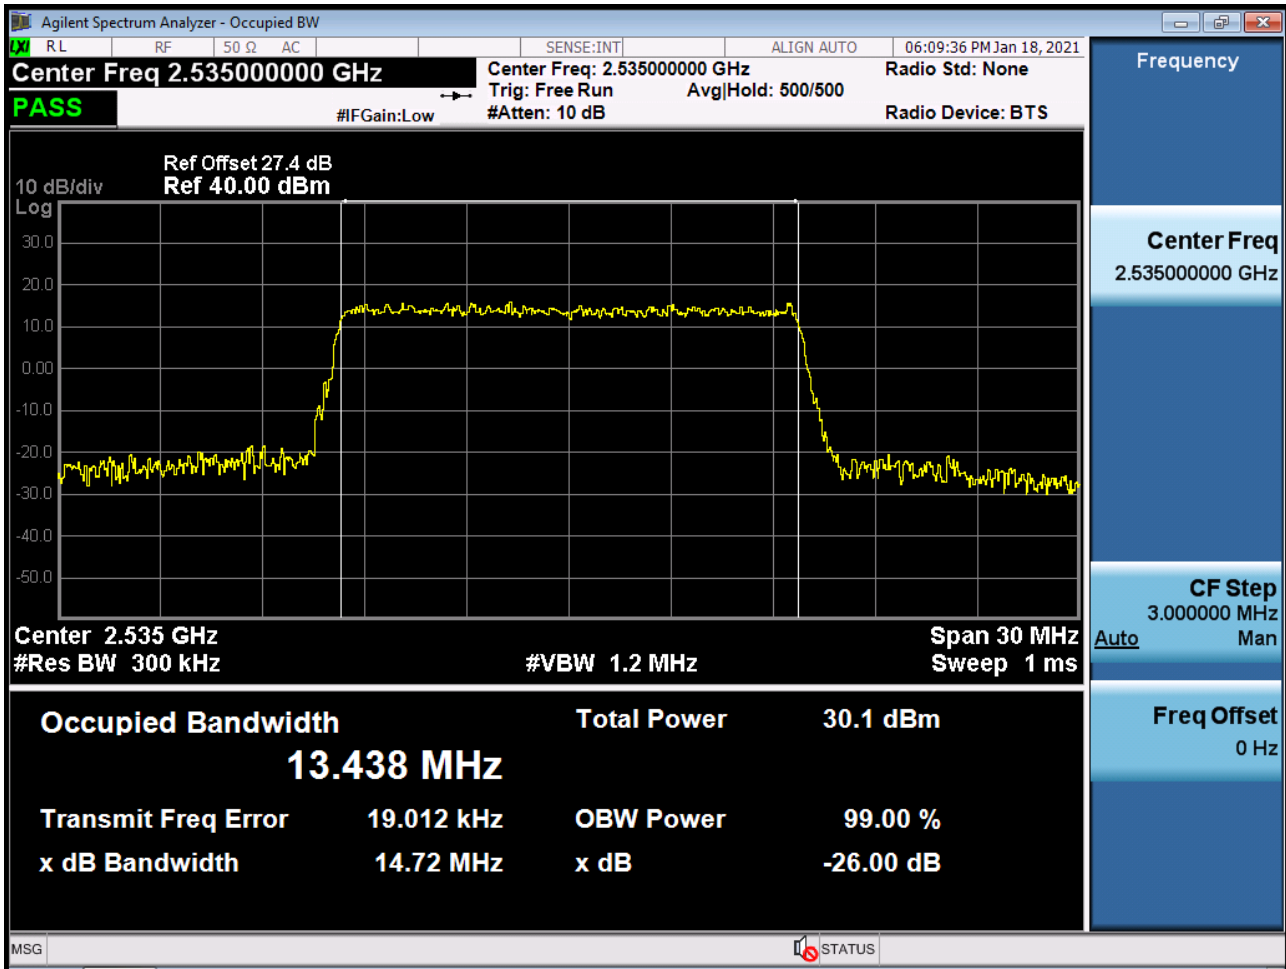 Agilent Spectrum Analyzer - Occupied BW
LXI RL RF 50 Ω AC SENSE:INT ALIGN AUTO 06:09:36 PM Jan 18, 2021
Center Freq 2.535000000 GHz
PASS
#IFGain:Low
Center Freq: 2.535000000 GHz
Trig: Free Run Avg|Hold: 500/500
#Atten: 10 dB
Radio Std: None
Radio Device: BTS
Ref Offset 27.4 dB
10 dB/div Ref 40.00 dBm
Log
30.0
20.0
10.0
0.00
-10.0
-20.0
-30.0
-40.0
-50.0
Center 2.535 GHz Span 30 MHz
#Res BW 300 kHz #VBW 1.2 MHz Sweep 1 ms
Occupied Bandwidth Total Power 30.1 dBm
13.438 MHz
Transmit Freq Error 19.012 kHz OBW Power 99.00 %
x dB Bandwidth 14.72 MHz x dB -26.00 dB
MSG STATUS
Frequency
Center Freq
2.535000000 GHz
CF Step
3.000000 MHz
Auto Man
Freq Offset
0 Hz